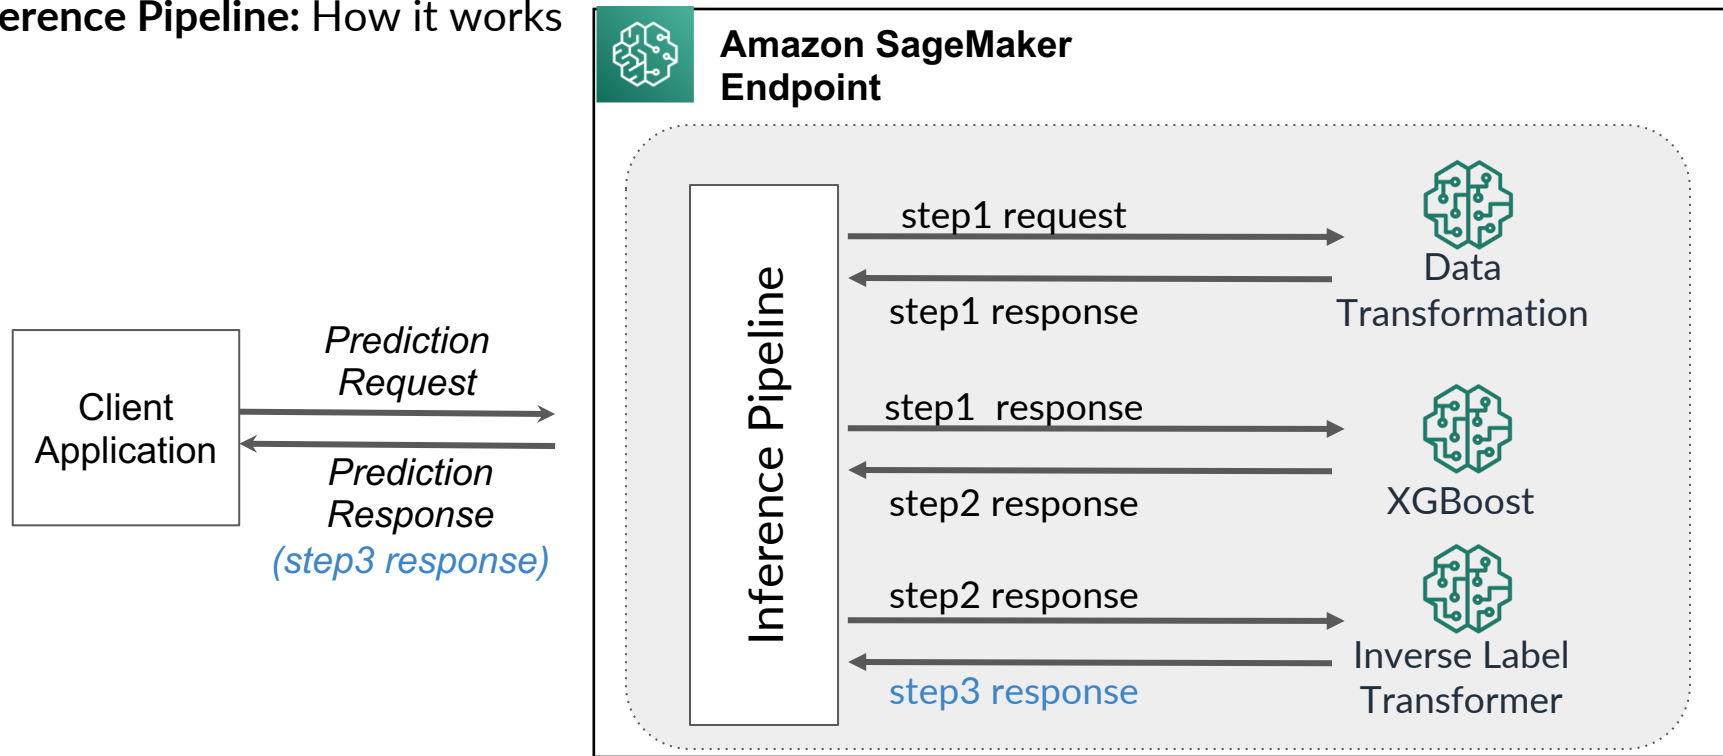 erence Pipeline: How it works
Amazon SageMaker
Endpoint
Client
Application
Prediction
Request
Prediction
Response
(step3 response)
Inference Pipeline
step1 request
step1 response
Data
Transformation
step1 response
step2 response
XGBoost
step2 response
step3 response
Inverse Label
Transformer